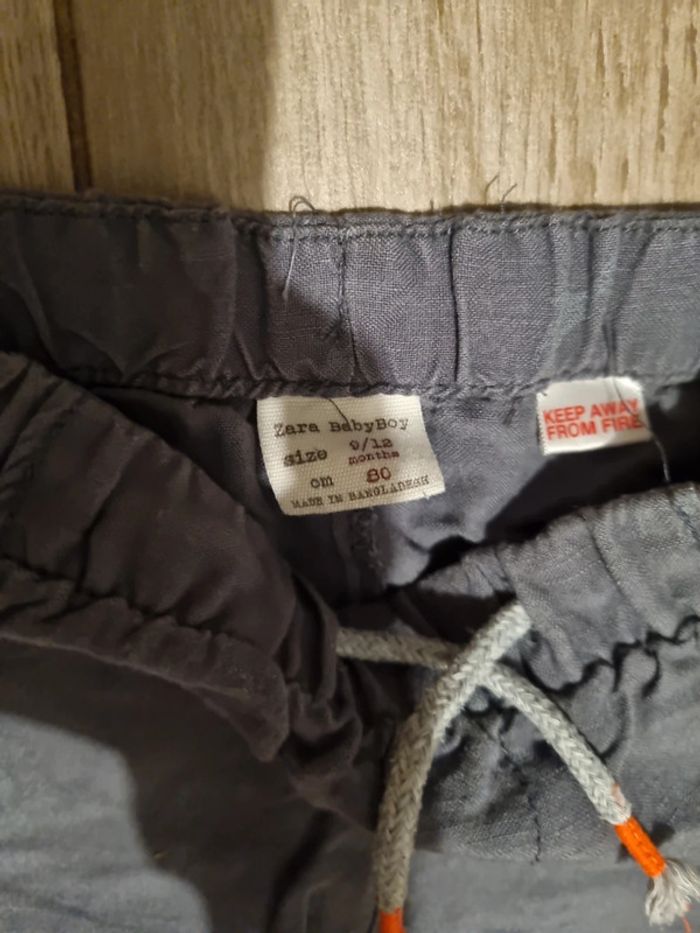 Zara BabyBoy
size 9/12
months
cm 80
MADE IN BANGLADESH
KEEP AWAY
FROM FIRE